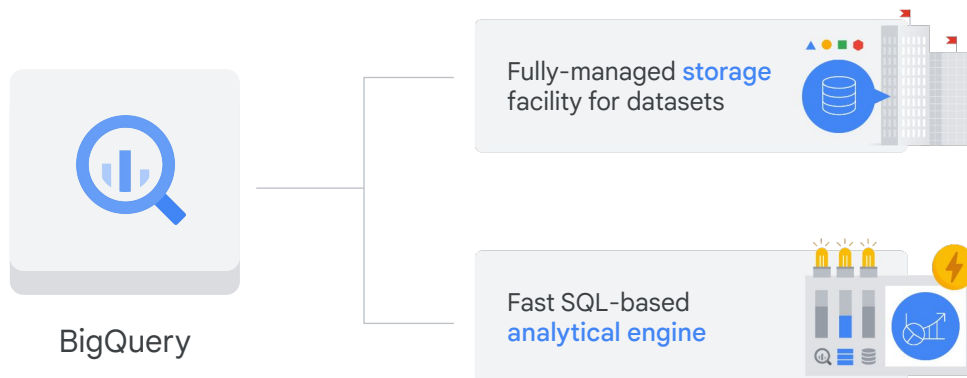 Fully-managed storage
facility for datasets
BigQuery
Fast SQL-based
analytical engine